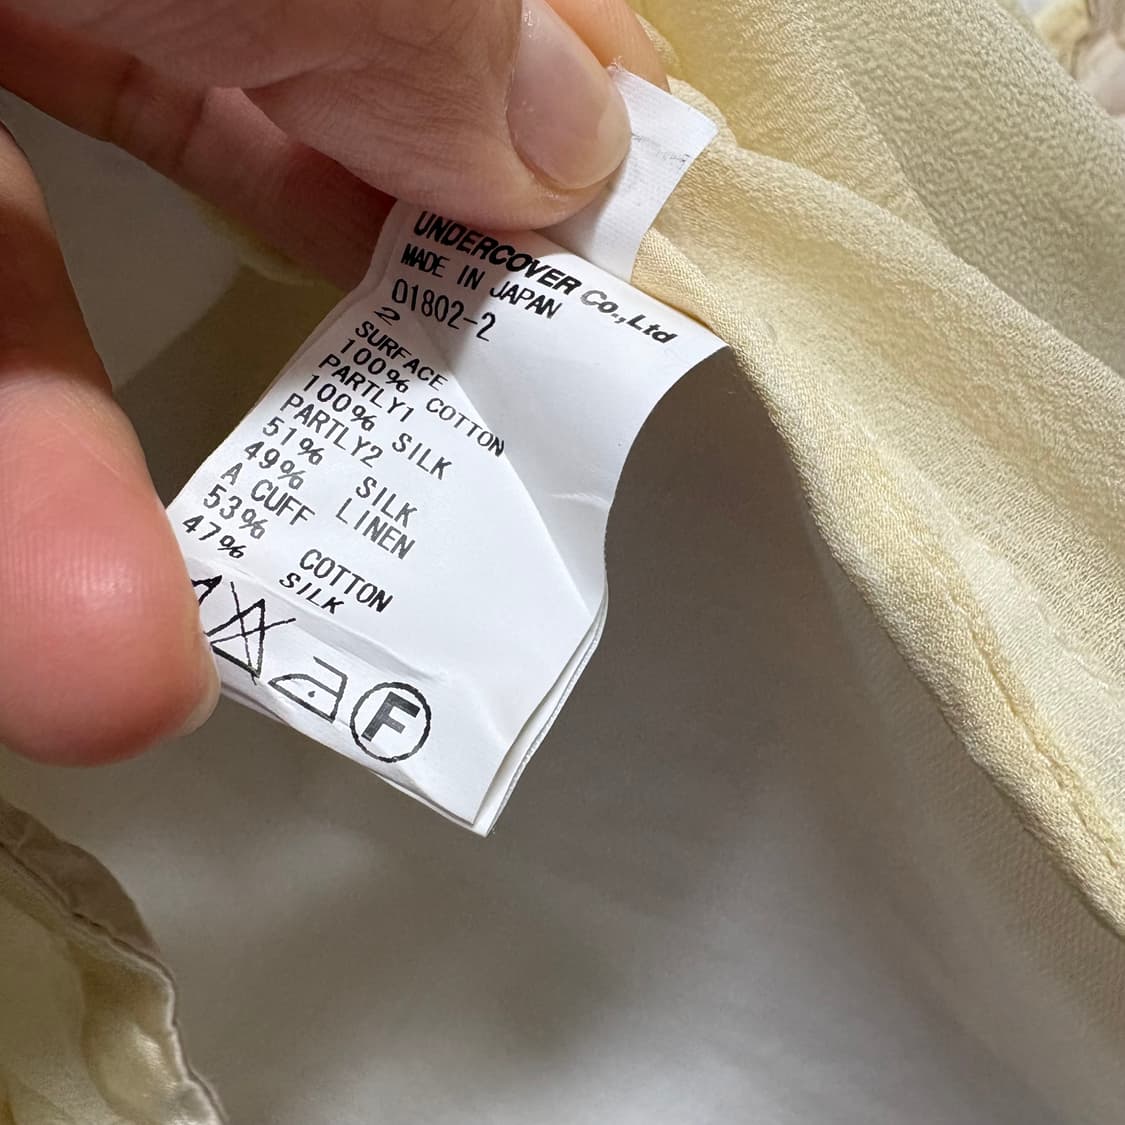 UNDERCOVER Co.,Ltd
MADE IN JAPAN
D1802-2
2
SURFACE
100% COTTON
PARTLY1
100% SILK
PARTLY2
51% SILK
49% LINEN
A CUFF
53% COTTON
47% SILK
F